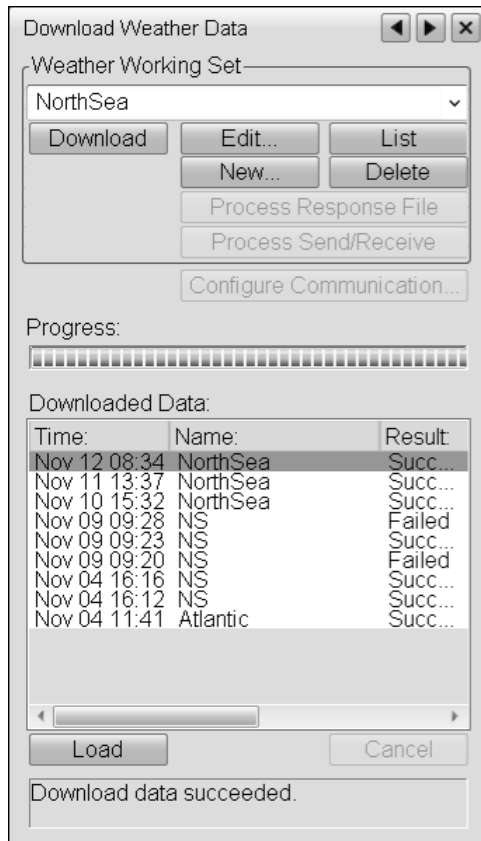 Download Weather Data
Weather Working Set
NorthSea
Download Edit... List
New... Delete
Process Response File
Process Send/Receive
Configure Communication...
Progress:
Downloaded Data:
Time: Name: Result:
Nov 12 08:34 NorthSea Succ...
Nov 11 13:37 NorthSea Succ...
Nov 10 15:32 NorthSea Succ...
Nov 09 09:28 NS Failed
Nov 09 09:23 NS Succ...
Nov 09 09:20 NS Failed
Nov 04 16:16 NS Succ...
Nov 04 16:12 NS Succ...
Nov 04 11:41 Atlantic Succ...
Load Cancel
Download data succeeded.